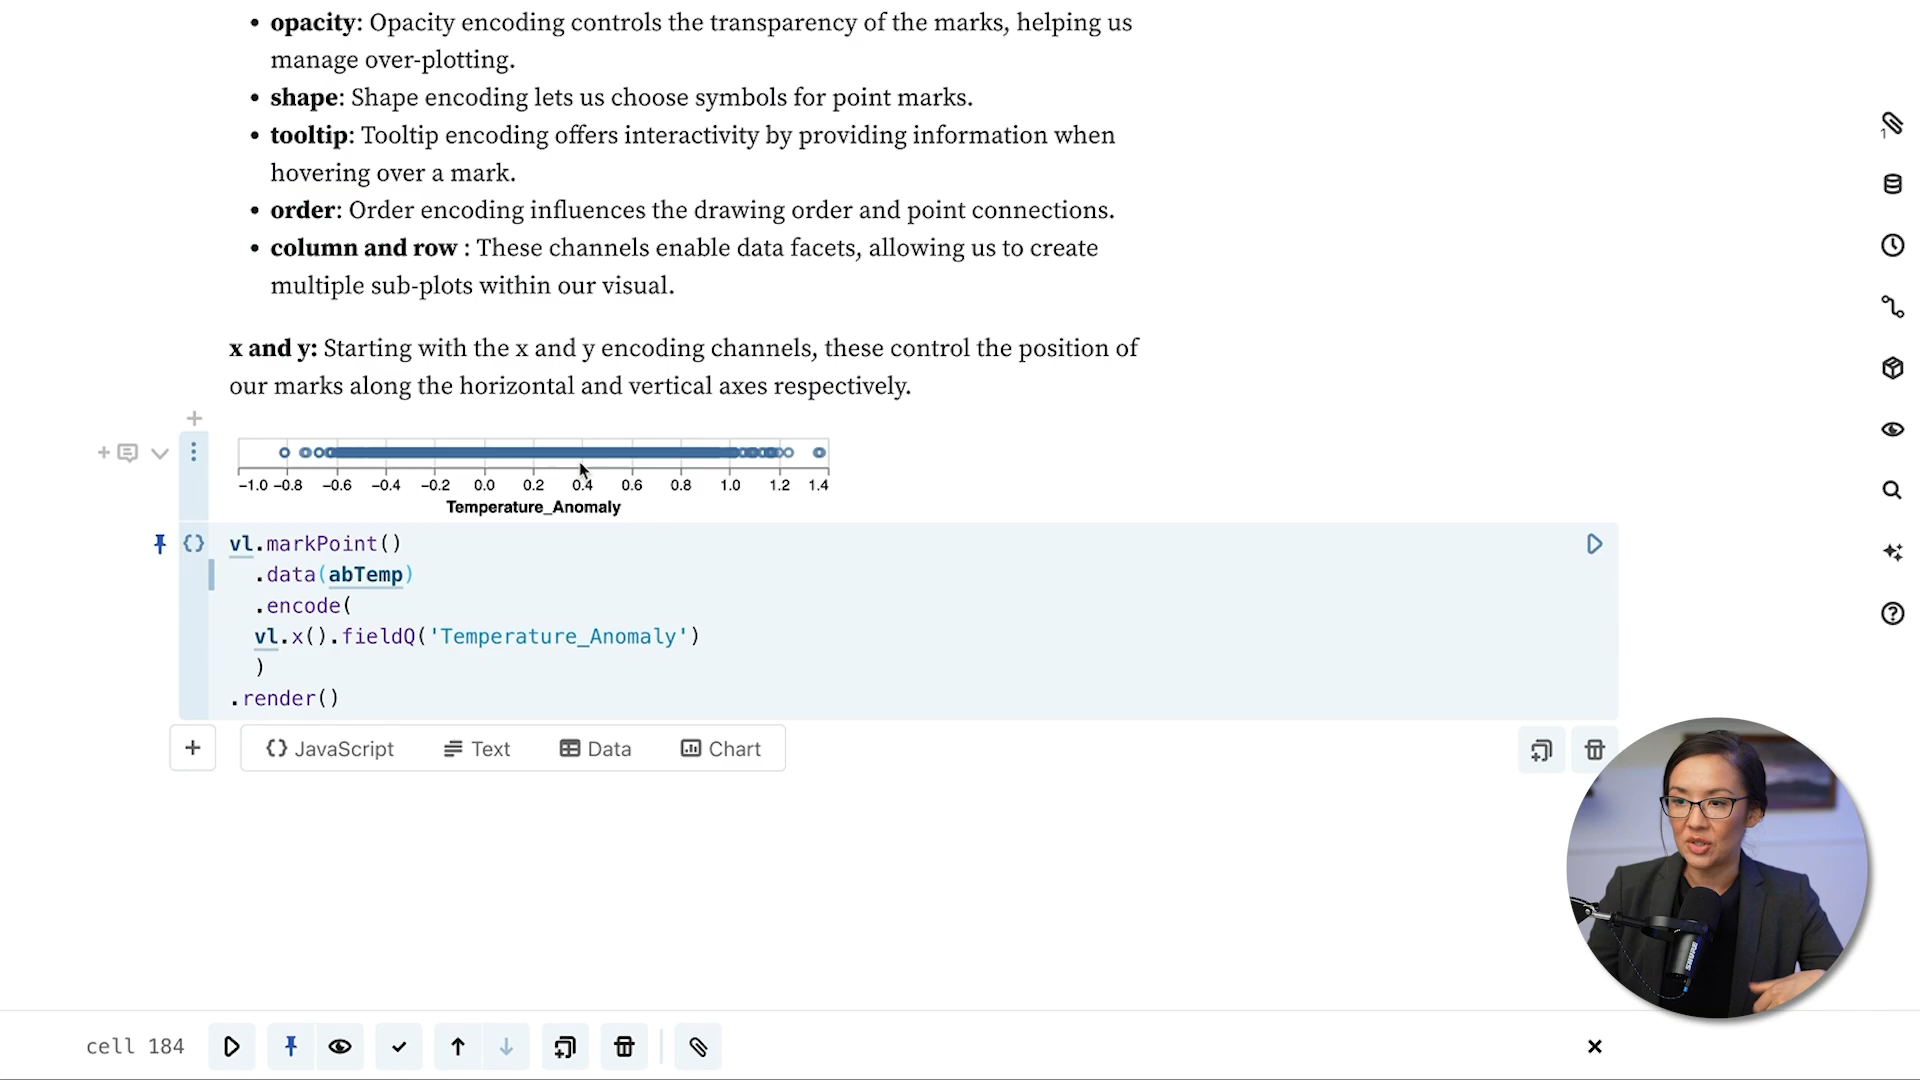 • opacity: Opacity encoding controls the transparency of the marks, helping us
manage over-plotting.
• shape: Shape encoding lets us choose symbols for point marks.
• tooltip: Tooltip encoding offers interactivity by providing information when
hovering over a mark.
• order: Order encoding influences the drawing order and point connections.
• column and row : These channels enable data facets, allowing us to create
multiple sub-plots within our visual.
x and y: Starting with the x and y encoding channels, these control the position of
our marks along the horizontal and vertical axes respectively.
−1.0 −0.8 −0.6 −0.4 −0.2 0.0 0.2 0.4 0.6 0.8 1.0 1.2 1.4
Temperature_Anomaly
vl.markPoint()
.data(abTemp)
.encode(
vl.x().fieldQ('Temperature_Anomaly')
)
.render()
JavaScript Text Data Chart
cell 184
1